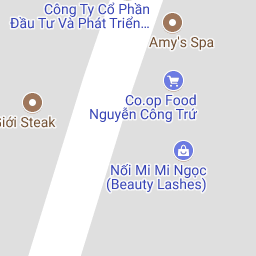 Công Ty Cổ Phần
Đầu Tư Và Phát Triển...
Amy's Spa
Co.op Food
Nguyễn Công Trứ
Giới Steak
Nối Mi Mi Ngọc
(Beauty Lashes)